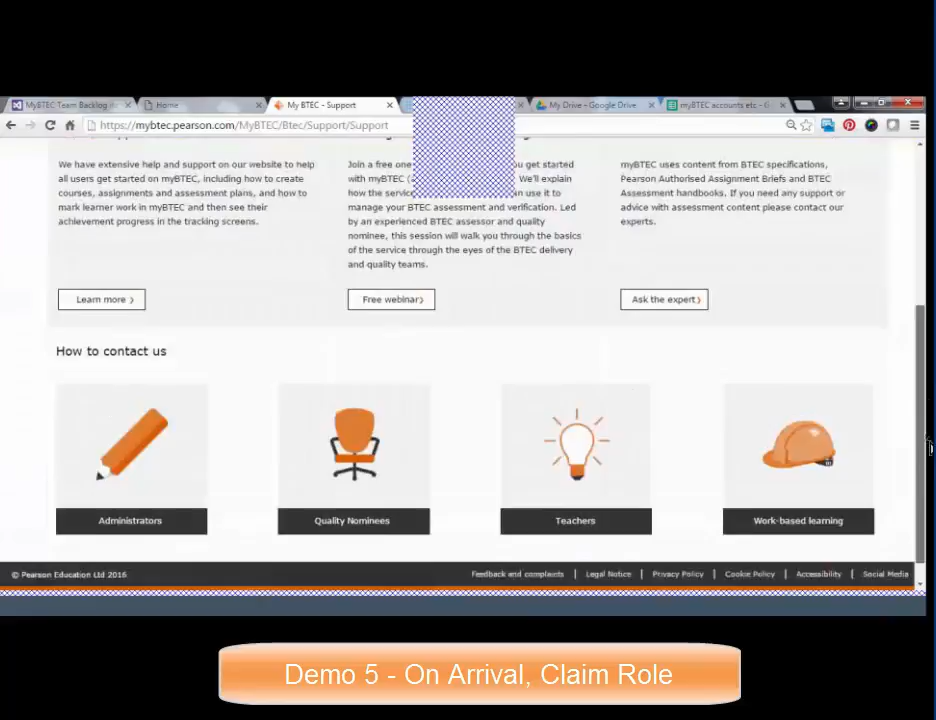 MyBTEC Team Backlog
Home
My BTEC - Support
My Drive - Google Drive
myBTEC accounts etc.
https://mybtec.pearson.com/MyBTEC/Btec/Support/Support
We have extensive help and support on our website to help
all users get started on myBTEC, including how to create
courses, assignments and assessment plans, and how to
mark learner work in myBTEC and then see their
achievement progress in the tracking screens.
Join a free one get started
with myBTEC We'll explain
how the service can use it to
manage your BTEC assessment and verification. Led
by an experienced BTEC assessor and quality
nominee, this session will walk you through the basics
of the service through the eyes of the BTEC delivery
and quality teams.
myBTEC uses content from BTEC specifications,
Pearson Authorised Assignment Briefs and BTEC
Assessment handbooks. If you need any support or
advice with assessment content please contact our
experts.
Learn more
Free webinar
Ask the expert
How to contact us
Administrators
Quality Nominees
Teachers
Work-based learning
© Pearson Education Ltd 2016
Feedback and complaints | Legal Notice | Privacy Policy | Cookie Policy | Accessibility | Social Media
Demo 5 - On Arrival, Claim Role